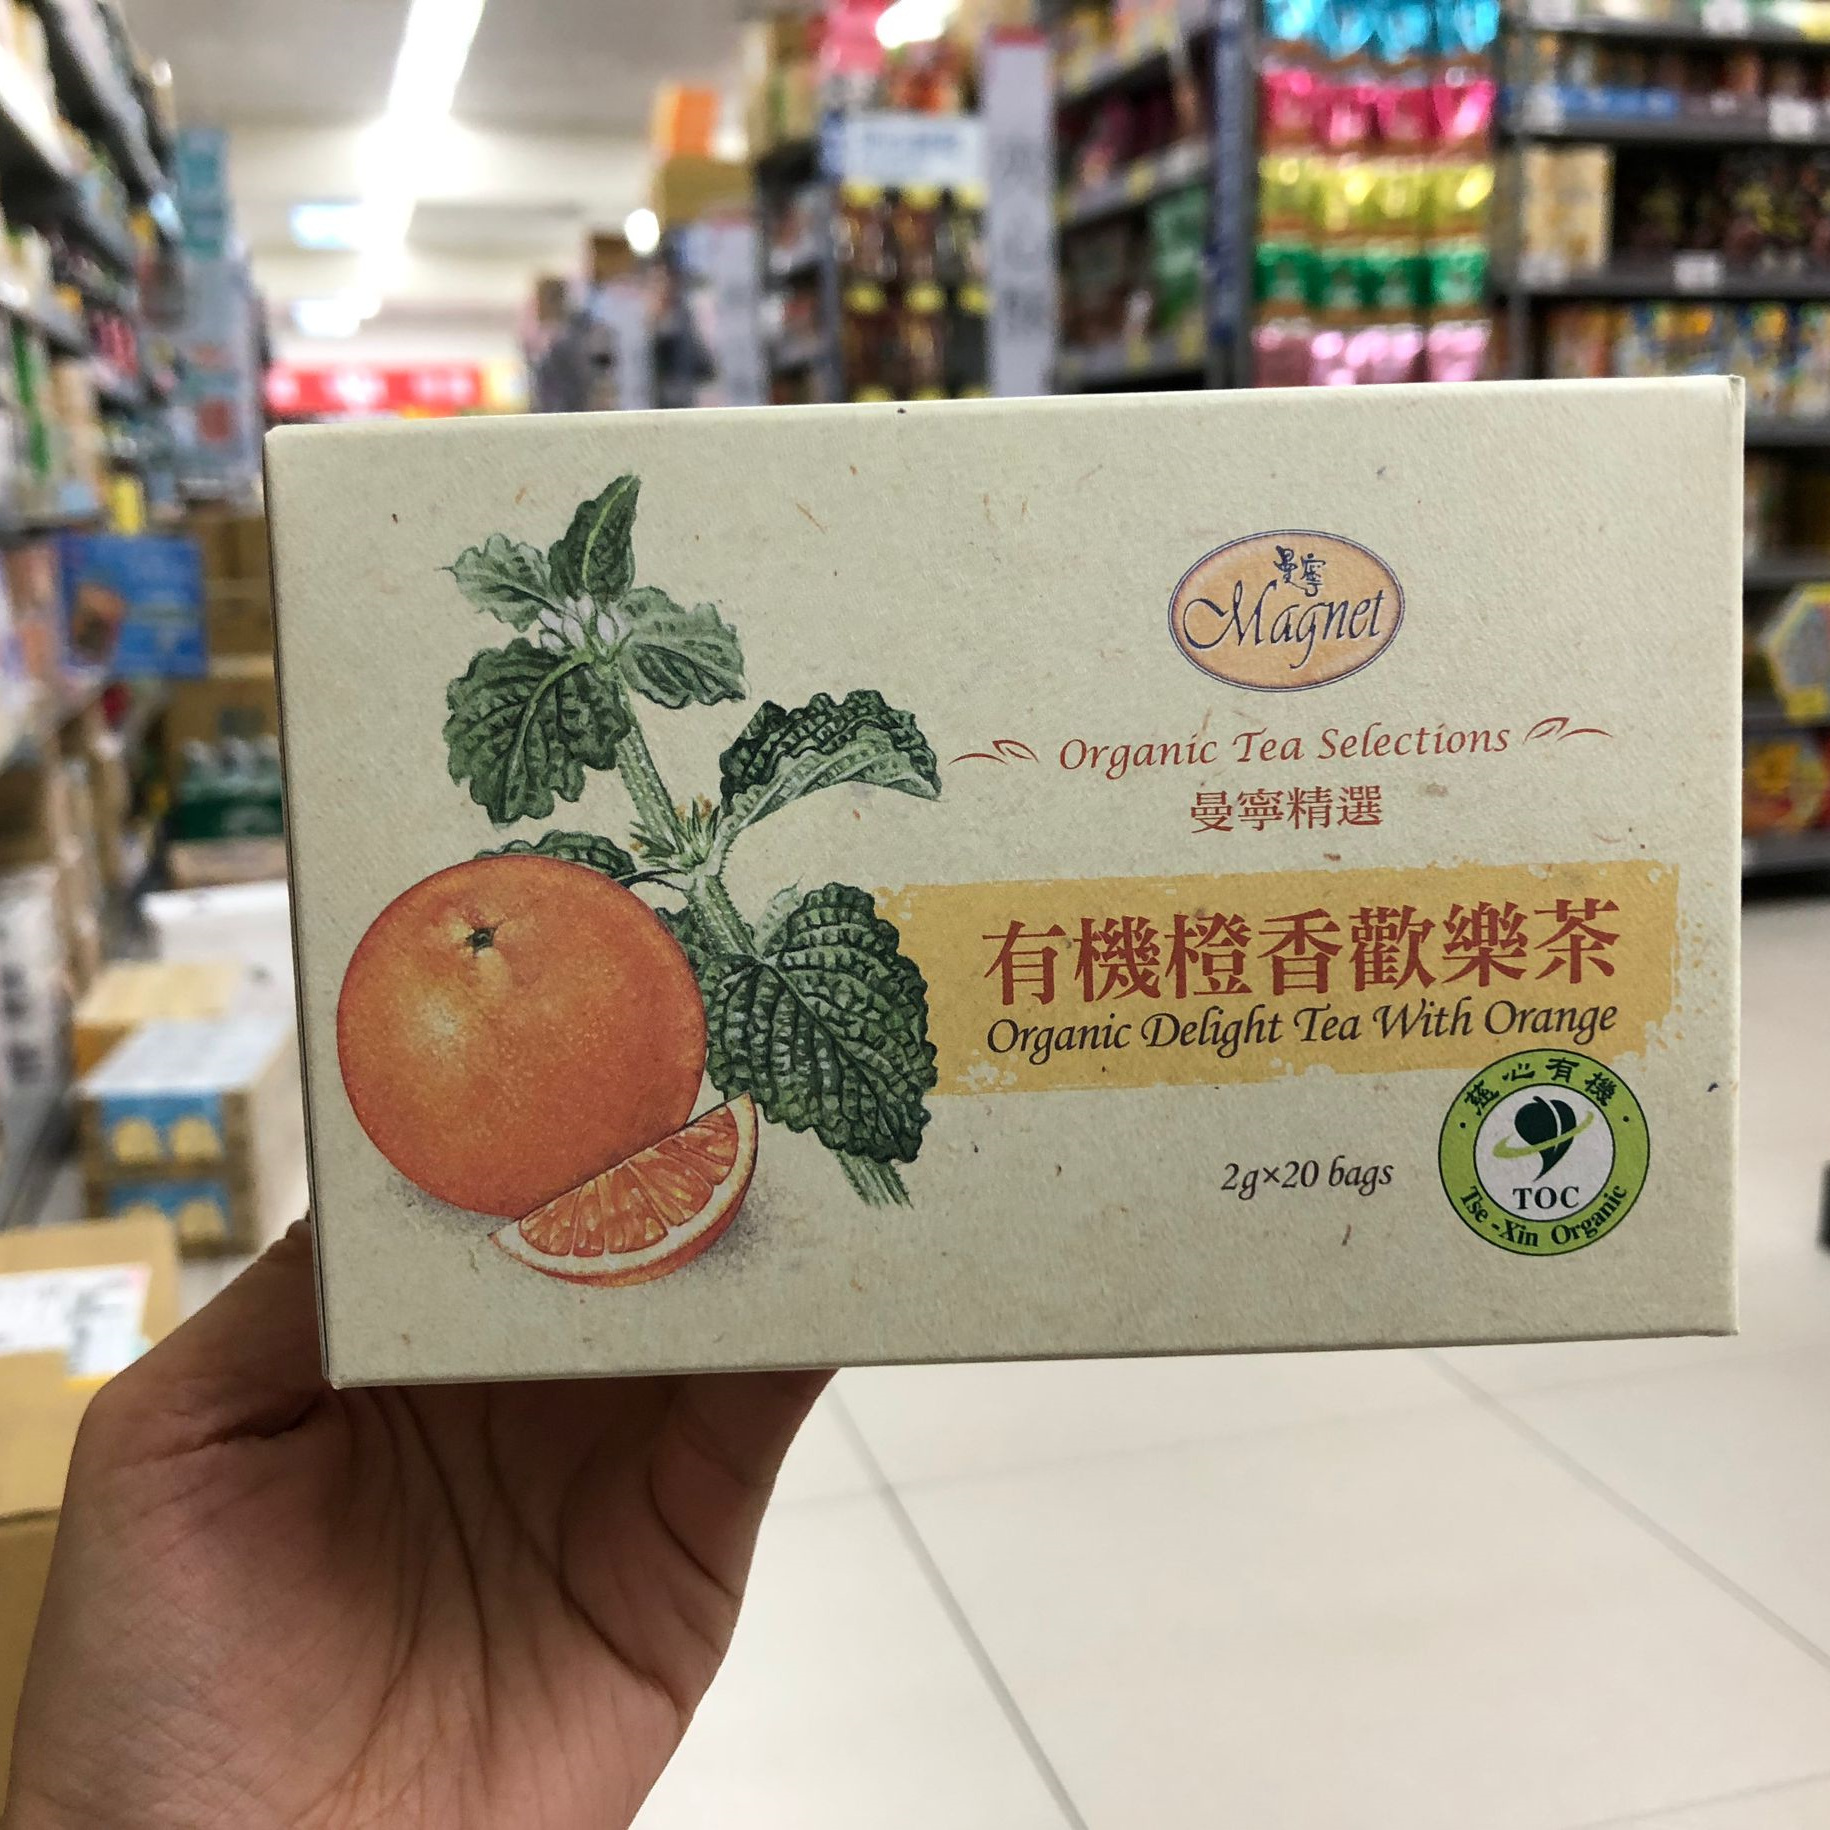 曼寧
Magnet
Organic Tea Selections
曼寧精選
有機橙香歡樂茶
Organic Delight Tea With Orange
2g×20 bags
慈心有機
TOC
Tse-Xin Organic